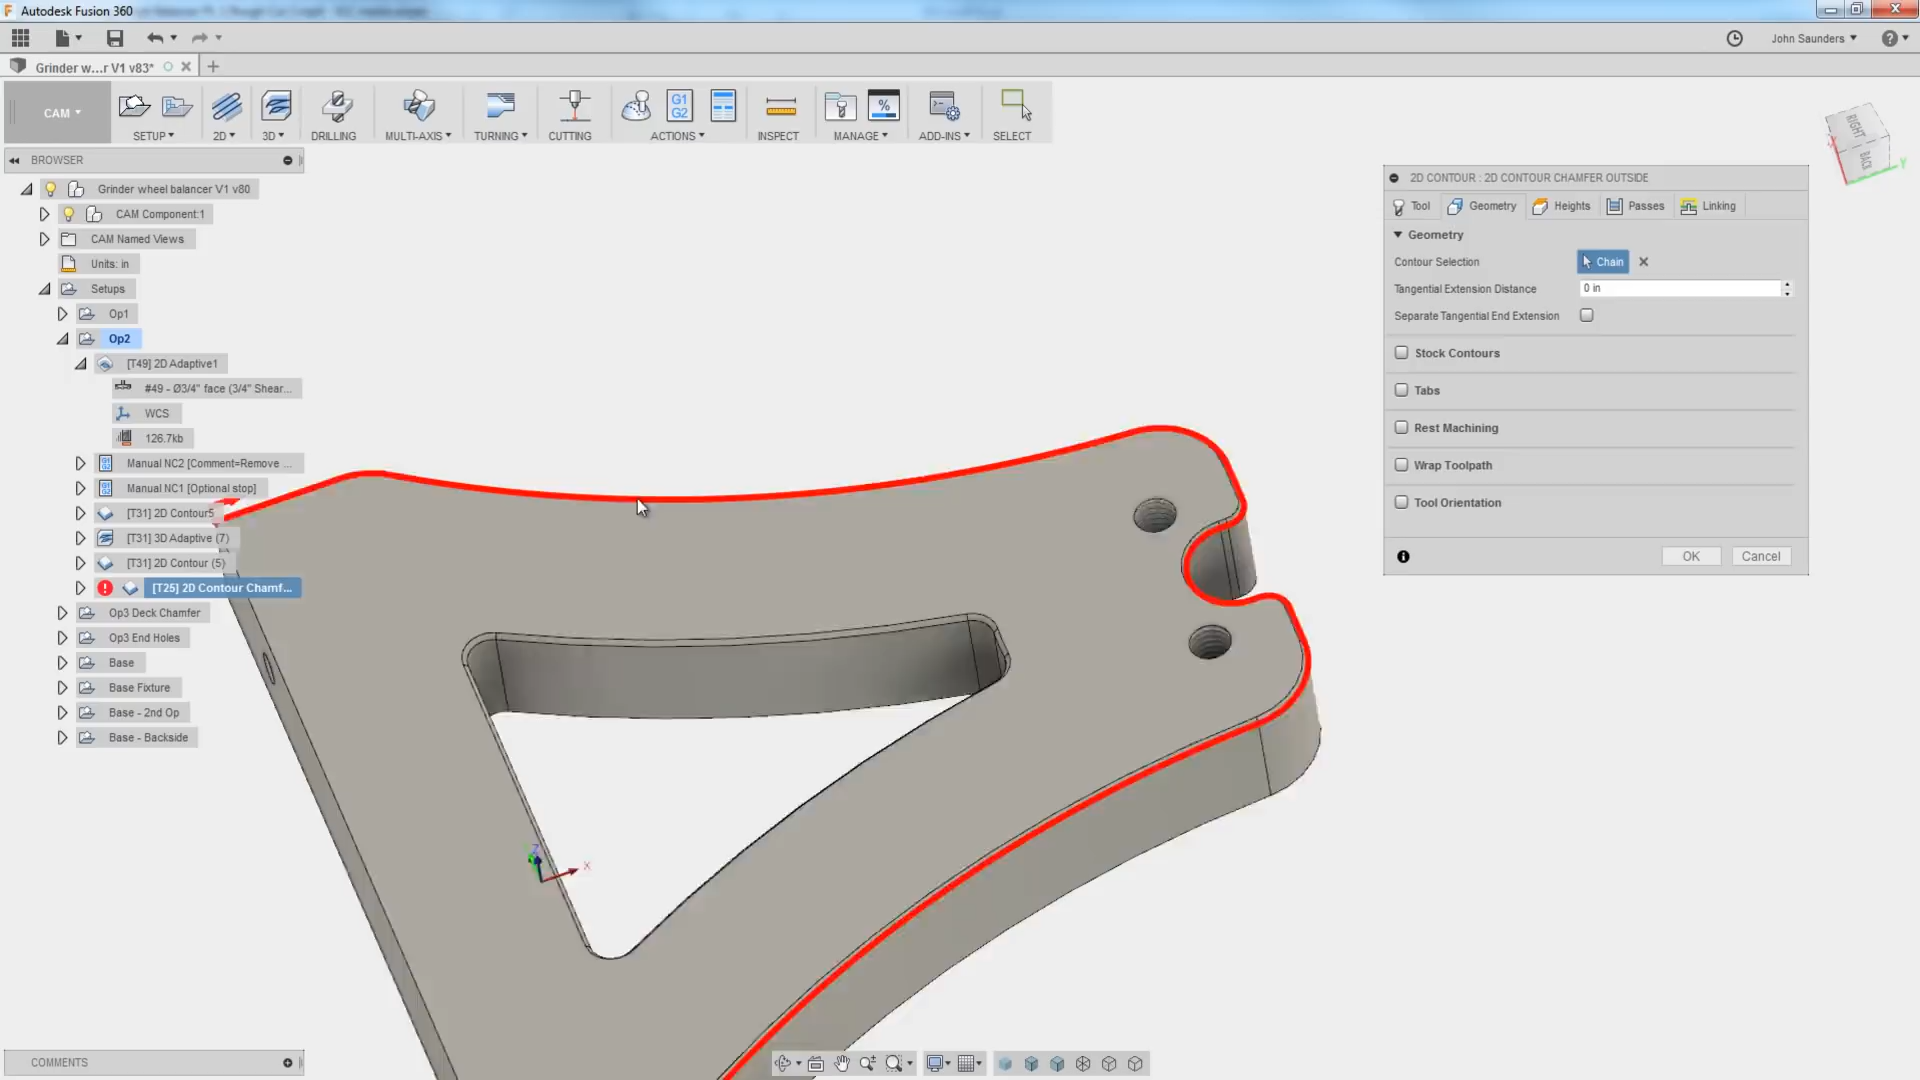 Autodesk Fusion 360
John Saunders
Grinder w...r V1 v83*
CAM
SETUP
2D
3D
DRILLING
MULTI-AXIS
TURNING
CUTTING
G1
G2
ACTIONS
INSPECT
%
MANAGE
ADD-INS
SELECT
BROWSER
Grinder wheel balancer V1 v80
CAM Component:1
CAM Named Views
Units: in
Setups
Op1
Op2
[T49] 2D Adaptive1
#49 - Ø3/4" face (3/4" Shear...
WCS
126.7kb
Manual NC2 [Comment=Remove ...
Manual NC1 [Optional stop]
[T31] 2D Contour5
[T31] 3D Adaptive (7)
[T31] 2D Contour (5)
[T25] 2D Contour Chamf...
Op3 Deck Chamfer
Op3 End Holes
Base
Base Fixture
Base - 2nd Op
Base - Backside
COMMENTS
RIGHT
BACK
Y
Z
X
2D CONTOUR : 2D CONTOUR CHAMFER OUTSIDE
Tool
Geometry
Heights
Passes
Linking
Geometry
Contour Selection
Chain
Tangential Extension Distance
0 in
Separate Tangential End Extension
Stock Contours
Tabs
Rest Machining
Wrap Toolpath
Tool Orientation
OK
Cancel